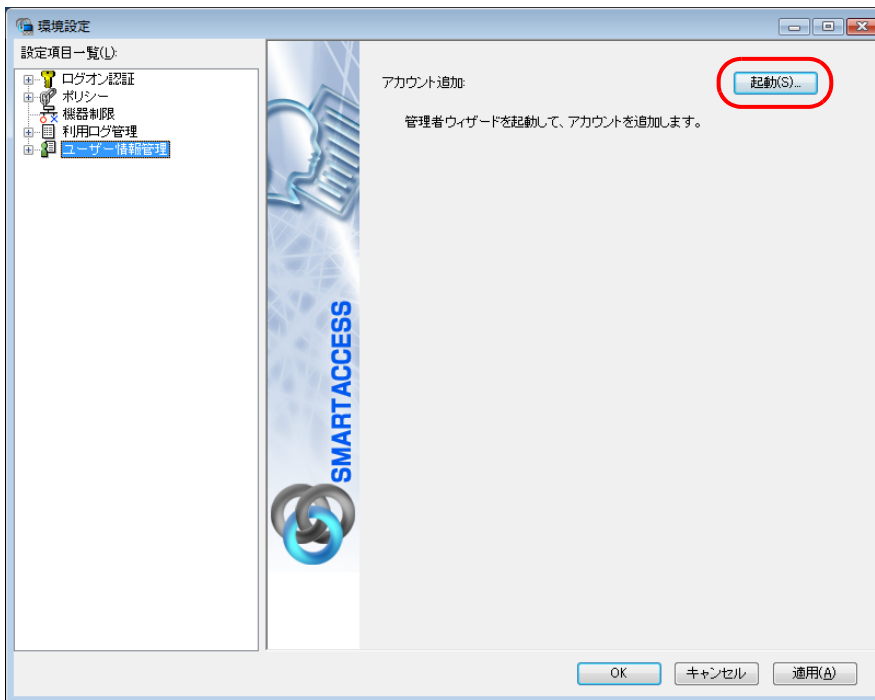 環境設定
設定項目一覧(L):
ログオン認証
ポリシー
機器制限
利用ログ管理
ユーザー情報管理
アカウント追加:
起動(S)...
管理者ウィザードを起動して、アカウントを追加します。
SMARTACCESS
OK
キャンセル
適用(A)